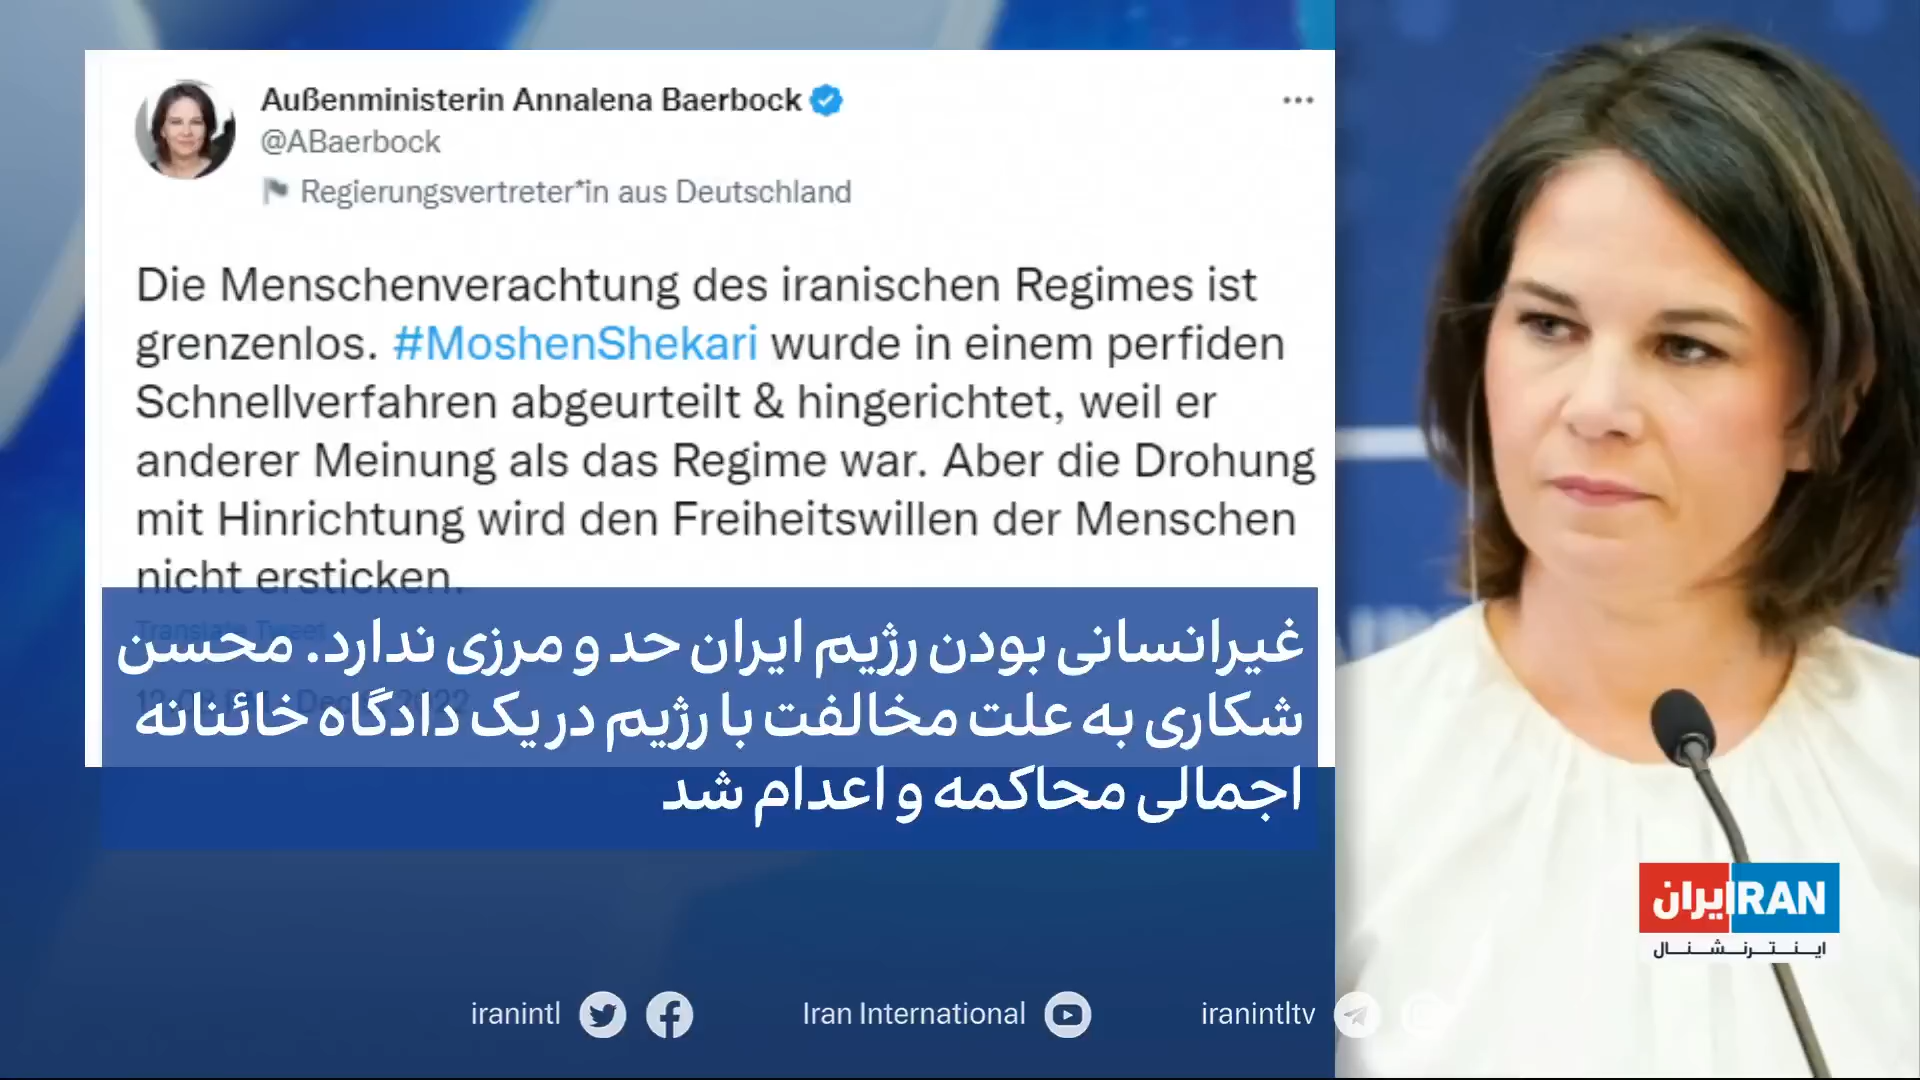 Außenministerin Annalena Baerbock
@ABaerbock
Regierungsvertreter*in aus Deutschland
Die Menschenverachtung des iranischen Regimes ist
grenzenlos. #MoshenShekari wurde in einem perfiden
Schnellverfahren abgeurteilt & hingerichtet, weil er
anderer Meinung als das Regime war. Aber die Drohung
mit Hinrichtung wird den Freiheitswillen der Menschen
nicht ersticken.
Translate Tweet
غیرانسانی بودن رژیم ایران حد و مرزی ندارد. محسن
شکاری به علت مخالفت با رژیم در یک دادگاه خائنانه
اجمالی محاکمه و اعدام شد
ایران IRAN
اینترنشنال
iranintl
Iran International
iranintltv